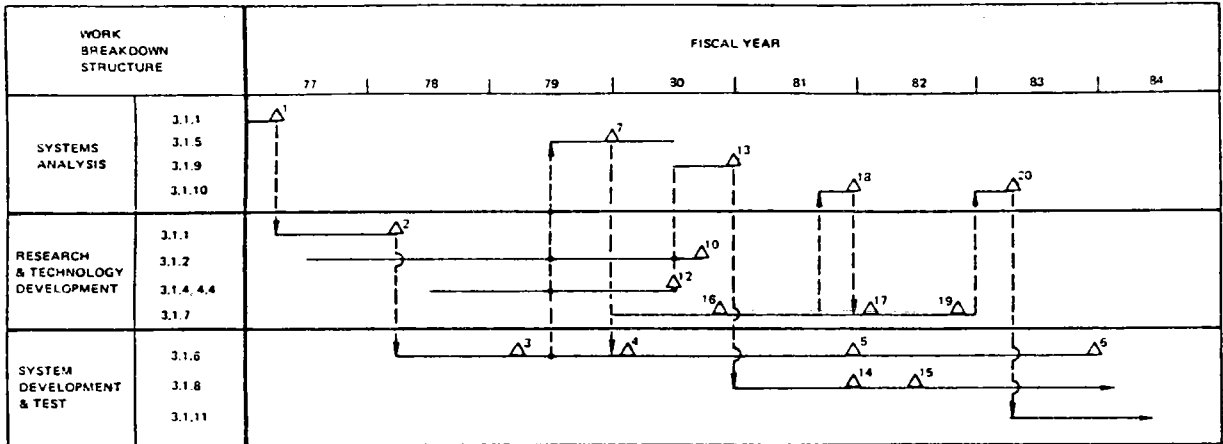 WORK
BREAKDOWN
STRUCTURE
FISCAL YEAR
77 78 79 80 81 82 83 84
SYSTEMS
ANALYSIS
3.1.1
1
3.1.5
7
3.1.9
13
3.1.10
18 20
RESEARCH
& TECHNOLOGY
DEVELOPMENT
3.1.1
2
3.1.2
10
3.1.4, 4.4
12
3.1.7
16 17 19
SYSTEM
DEVELOPMENT
& TEST
3.1.6
3 4 5 6
3.1.8
14 15
3.1.11